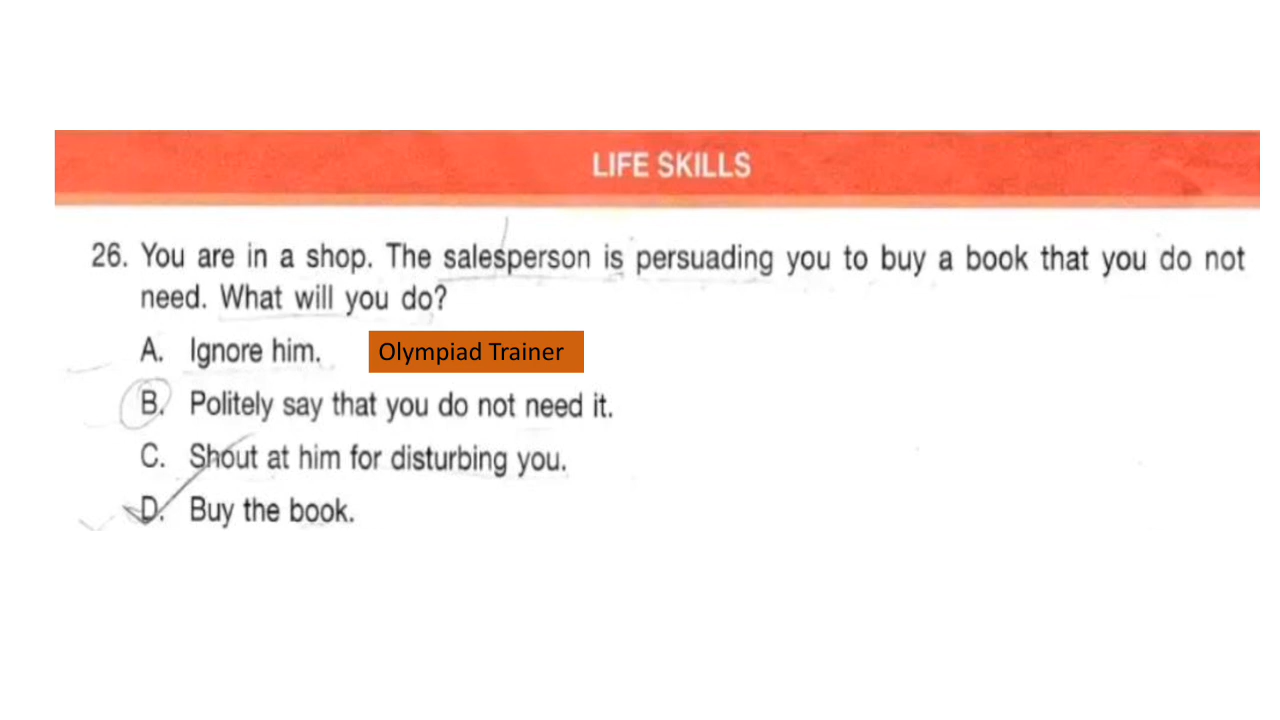 LIFE SKILLS
26. You are in a shop. The salesperson is persuading you to buy a book that you do not
need. What will you do?
A. Ignore him.
Olympiad Trainer
B. Politely say that you do not need it.
C. Shout at him for disturbing you.
D. Buy the book.